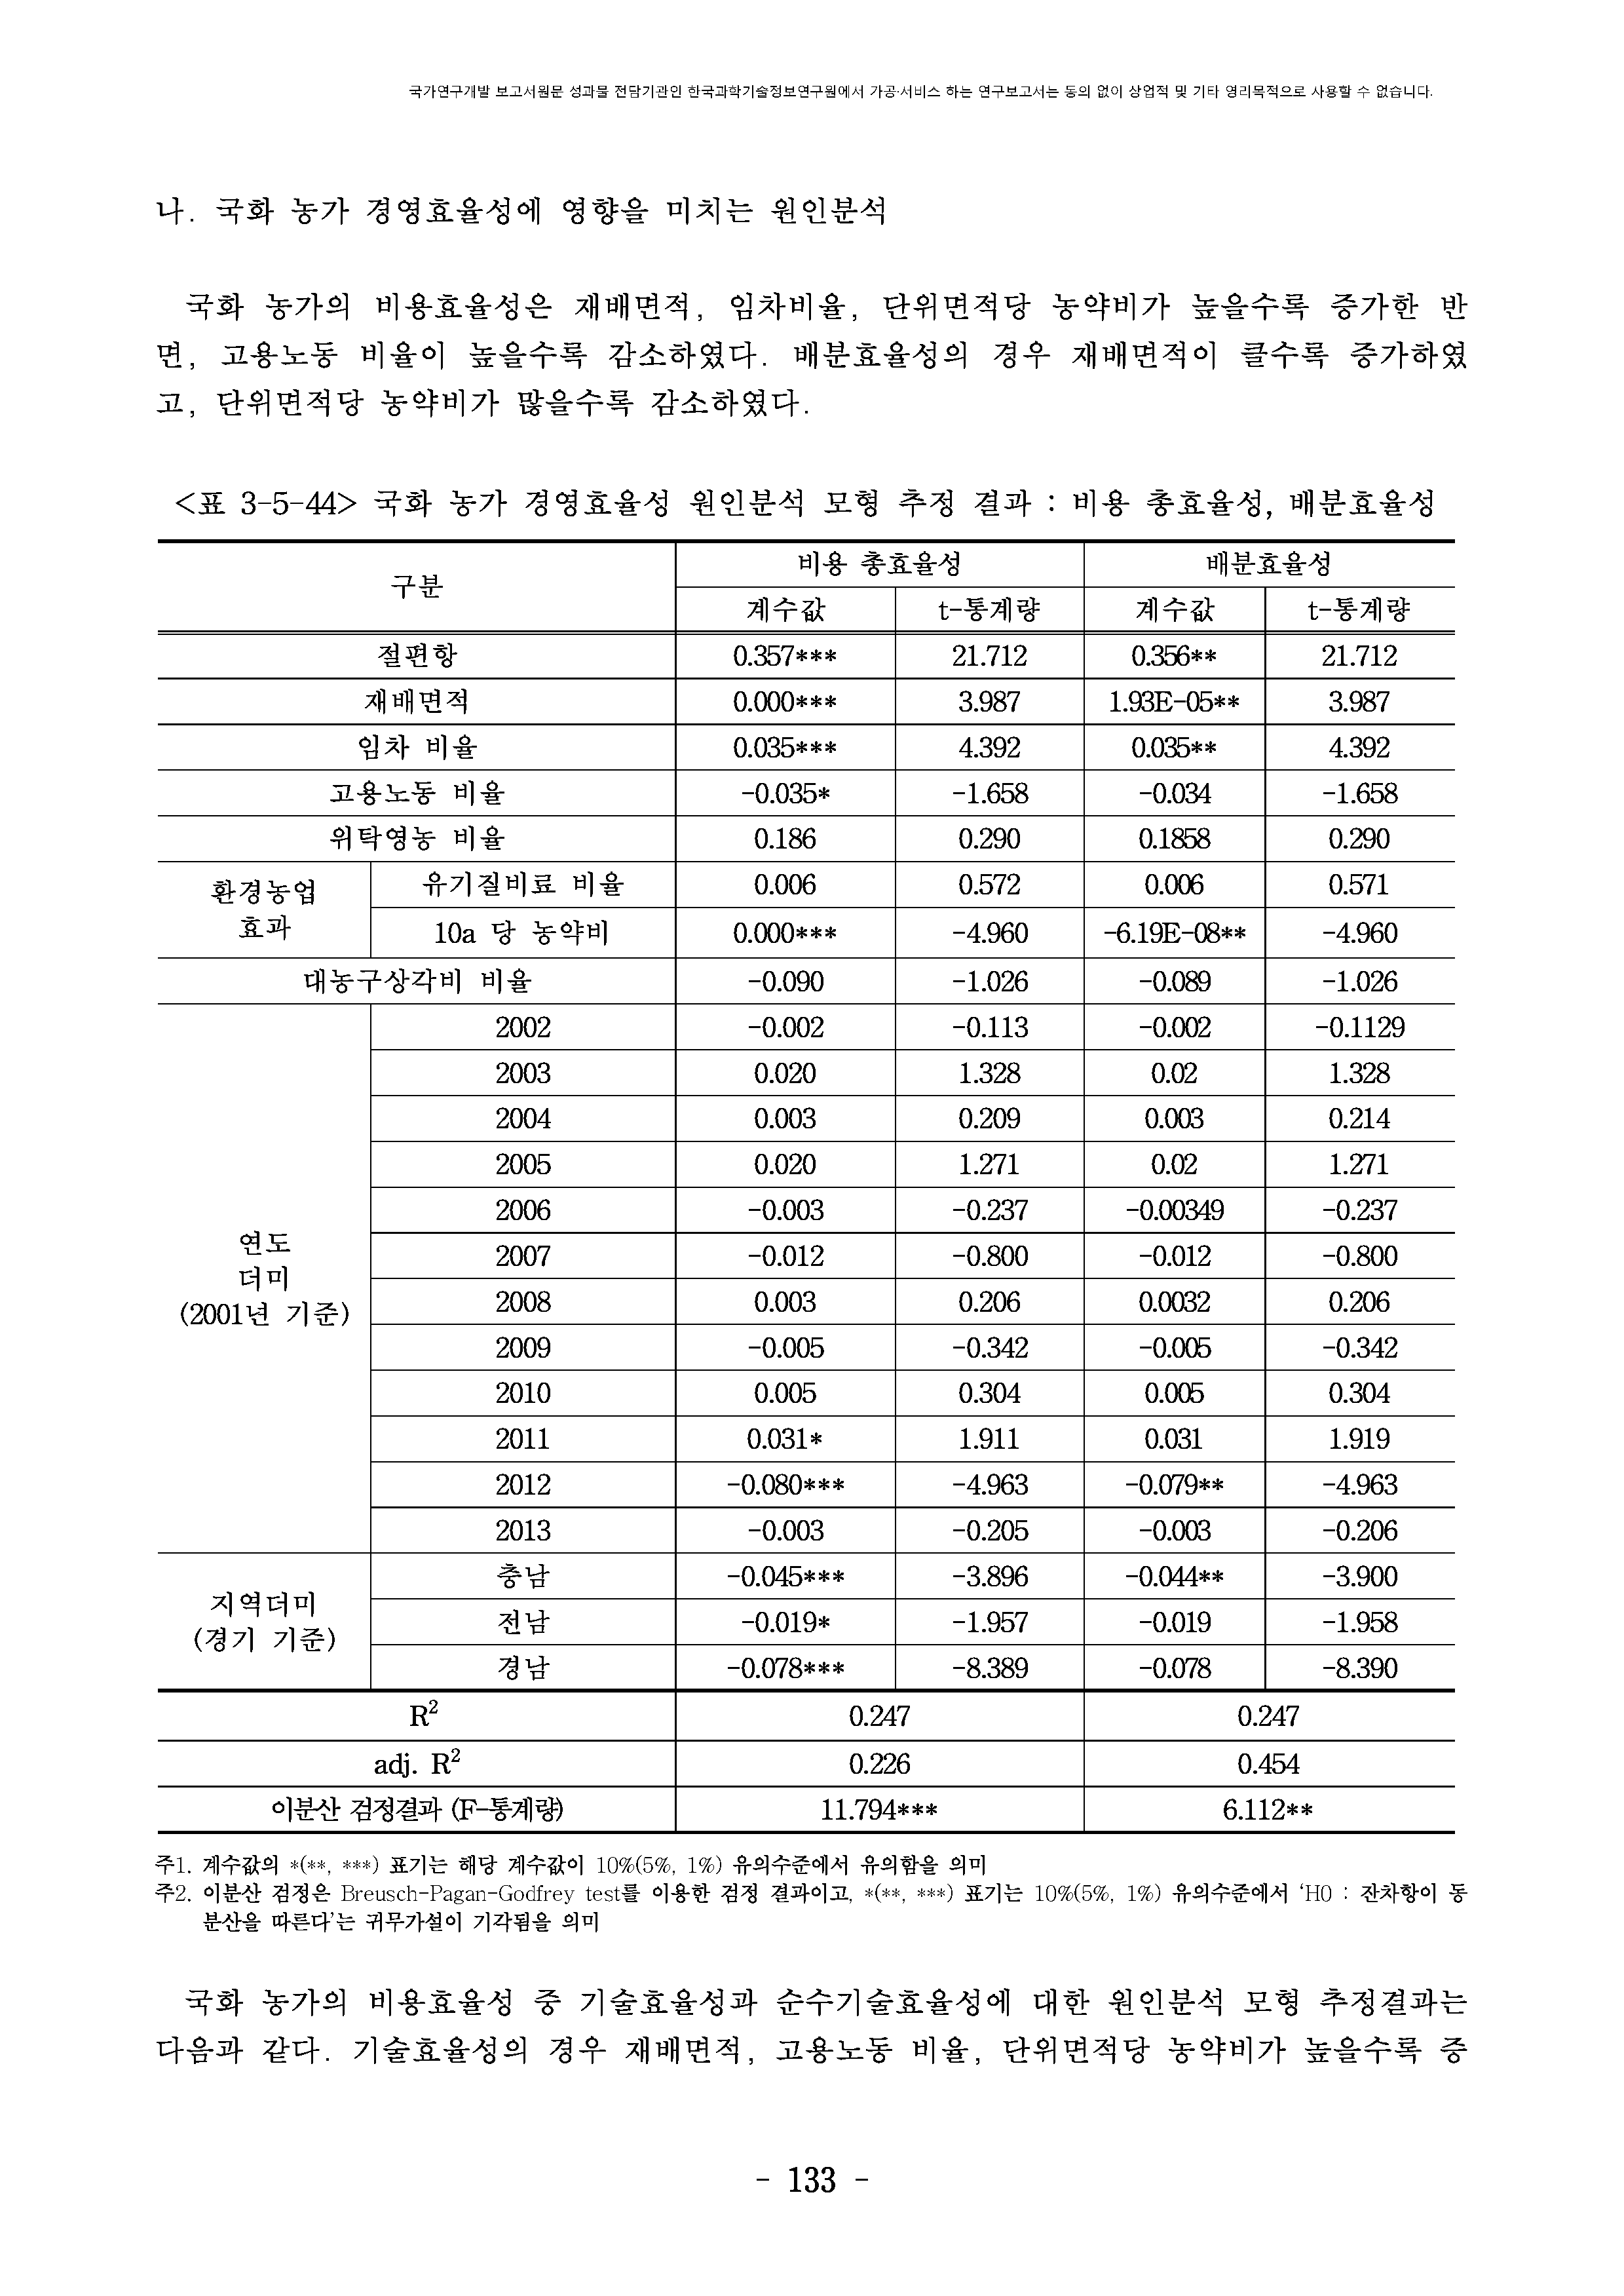 국가연구개발 보고서원문 성과물 전담기관인 한국과학기술정보연구원에서 가공·서비스 하는 연구보고서는 동의 없이 상업적 및 기타 영리목적으로 사용할 수 없습니다.
나. 국화 농가 경영효율성에 영향을 미치는 원인분석
국화 농가의 비용효율성은 재배면적, 임차비율, 단위면적당 농약비가 높을수록 증가한 반
면, 고용노동 비율이 높을수록 감소하였다. 배분효율성의 경우 재배면적이 클수록 증가하였
고, 단위면적당 농약비가 많을수록 감소하였다.
<표 3-5-44> 국화 농가 경영효율성 원인분석 모형 추정 결과 : 비용 총효율성, 배분효율성
구분 비용 총효율성 배분효율성
계수값 t-통계량 계수값 t-통계량
절편항 0.357*** 21.712 0.356** 21.712
재배면적 0.000*** 3.987 1.93E-05** 3.987
임차 비율 0.035*** 4.392 0.035** 4.392
고용노동 비율 -0.035* -1.658 -0.034 -1.658
위탁영농 비율 0.186 0.290 0.1858 0.290
환경농업
효과
유기질비료 비율 0.006 0.572 0.006 0.571
10a 당 농약비 0.000*** -4.960 -6.19E-08** -4.960
대농구상각비 비율 -0.090 -1.026 -0.089 -1.026
연도
더미
(2001년 기준)
2002 -0.002 -0.113 -0.002 -0.1129
2003 0.020 1.328 0.02 1.328
2004 0.003 0.209 0.003 0.214
2005 0.020 1.271 0.02 1.271
2006 -0.003 -0.237 -0.00349 -0.237
2007 -0.012 -0.800 -0.012 -0.800
2008 0.003 0.206 0.0032 0.206
2009 -0.005 -0.342 -0.005 -0.342
2010 0.005 0.304 0.005 0.304
2011 0.031* 1.911 0.031 1.919
2012 -0.080*** -4.963 -0.079** -4.963
2013 -0.003 -0.205 -0.003 -0.206
지역더미
(경기 기준)
충남 -0.045*** -3.896 -0.044** -3.900
전남 -0.019* -1.957 -0.019 -1.958
경남 -0.078*** -8.389 -0.078 -8.390
R² 0.247 0.247
adj. R² 0.226 0.454
이분산 검정결과 (F-통계량) 11.794*** 6.112**
주1. 계수값의 *(**, ***) 표기는 해당 계수값이 10%(5%, 1%) 유의수준에서 유의함을 의미
주2. 이분산 검정은 Breusch-Pagan-Godfrey test를 이용한 검정 결과이고, *(**, ***) 표기는 10%(5%, 1%) 유의수준에서 'H0 : 잔차항이 동
분산을 따른다'는 귀무가설이 기각됨을 의미
국화 농가의 비용효율성 중 기술효율성과 순수기술효율성에 대한 원인분석 모형 추정결과는
다음과 같다. 기술효율성의 경우 재배면적, 고용노동 비율, 단위면적당 농약비가 높을수록 증
- 133 -